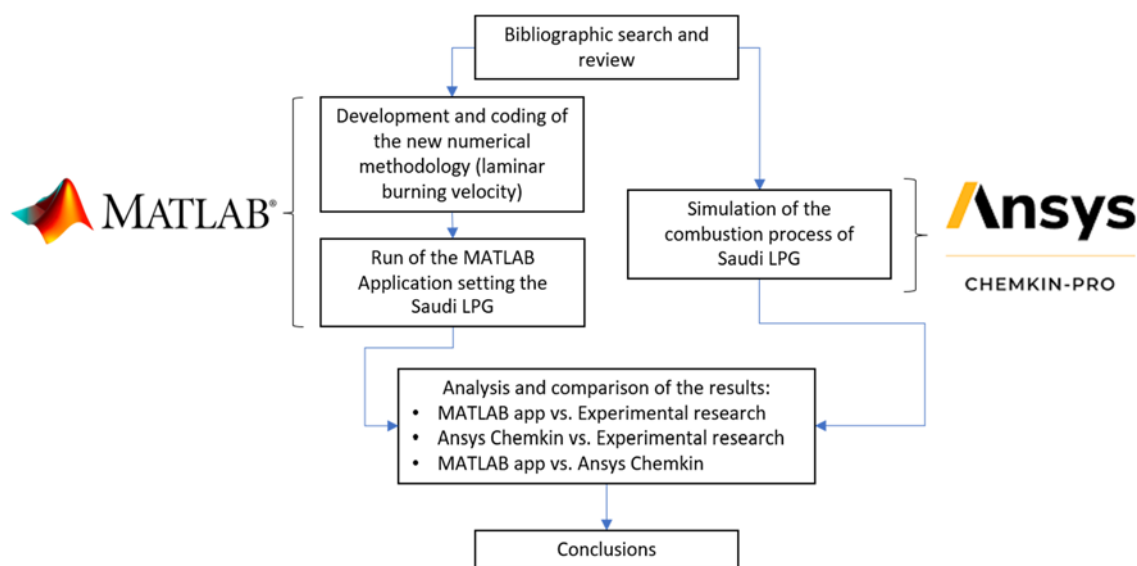 Bibliographic search and
review
Development and coding of
the new numerical
methodology (laminar
burning velocity)
MATLAB®
Run of the MATLAB
Application setting the
Saudi LPG
Simulation of the
combustion process of
Saudi LPG
Ansys
CHEMKIN-PRO
Analysis and comparison of the results:
• MATLAB app vs. Experimental research
• Ansys Chemkin vs. Experimental research
• MATLAB app vs. Ansys Chemkin
Conclusions